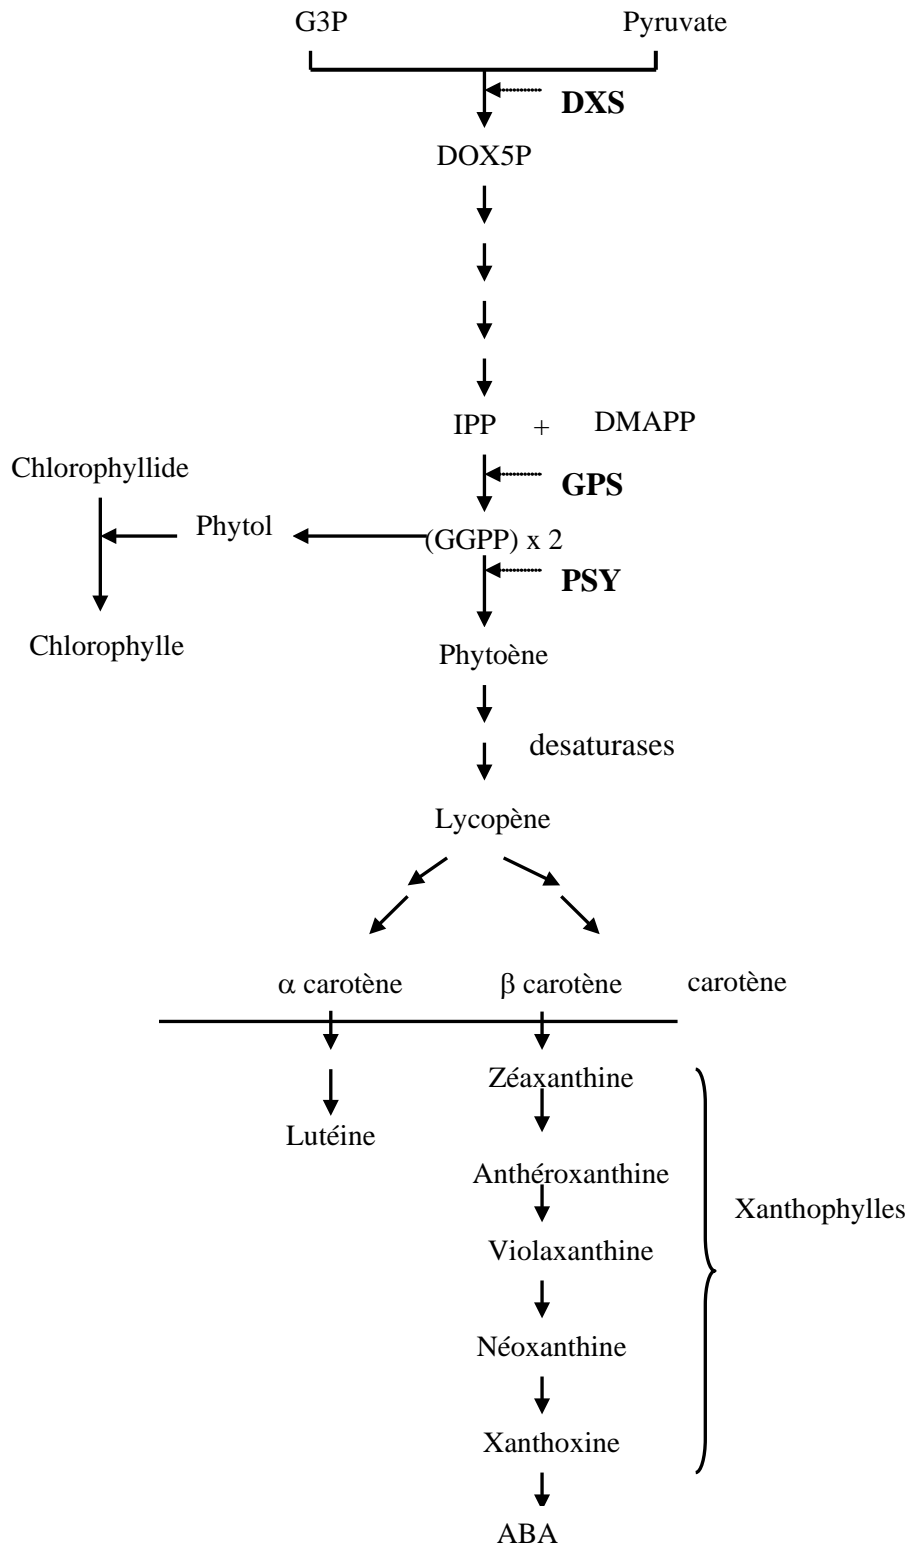 G3P
Pyruvate
DXS
DOX5P
IPP + DMAPP
Chlorophyllide
GPS
Phytol
(GGPP) x 2
PSY
Chlorophylle
Phytoène
desaturases
Lycopène
α carotène
β carotène
carotène
Zéaxanthine
Lutéine
Anthéroxanthine
Xanthophylles
Violaxanthine
Néoxanthine
Xanthoxine
ABA